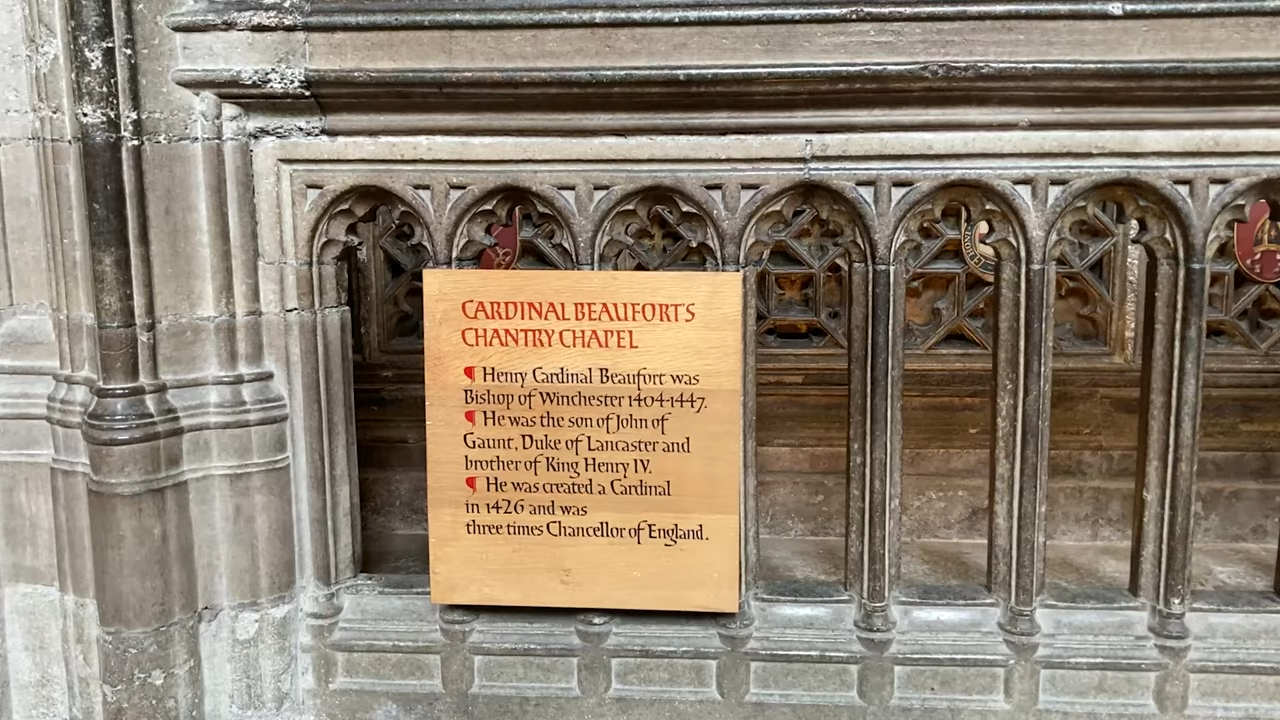 CARDINAL BEAUFORT'S
CHANTRY CHAPEL
¶ Henry Cardinal Beaufort was
Bishop of Winchester 1404-1447.
¶ He was the son of John of
Gaunt, Duke of Lancaster and
brother of King Henry IV.
¶ He was created a Cardinal
in 1426 and was
three times Chancellor of England.